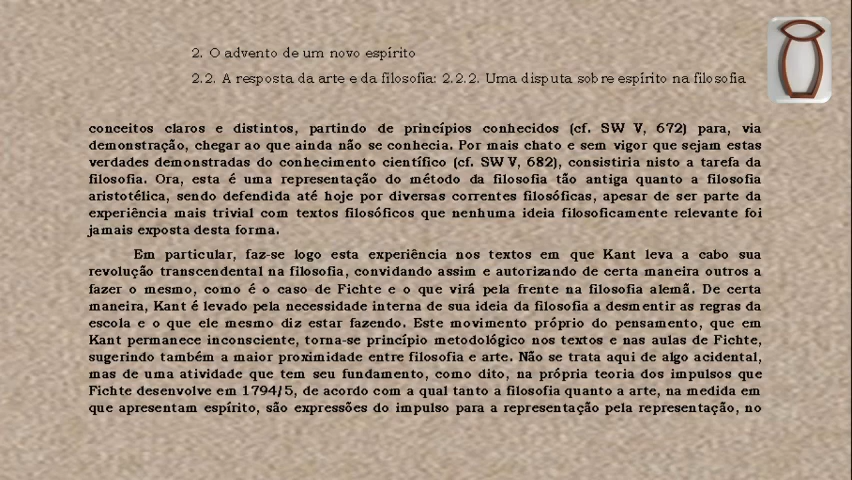 2. O advento de um novo espírito
2.2. A resposta da arte e da filosofia: 2.2.2. Uma disputa sobre espírito na filosofia
conceitos claros e distintos, partindo de princípios conhecidos (cf. SW V, 672) para, via
demonstração, chegar ao que ainda não se conhecia. Por mais chato e sem vigor que sejam estas
verdades demonstradas do conhecimento científico (cf. SW V, 682), consistiria nisto a tarefa da
filosofia. Ora, esta é uma representação do método da filosofia tão antiga quanto a filosofia
aristotélica, sendo defendida até hoje por diversas correntes filosóficas, apesar de ser parte da
experiência mais trivial com textos filosóficos que nenhuma ideia filosoficamente relevante foi
jamais exposta desta forma.
Em particular, faz-se logo esta experiência nos textos em que Kant leva a cabo sua
revolução transcendental na filosofia, convidando assim e autorizando de certa maneira outros a
fazer o mesmo, como é o caso de Fichte e o que virá pela frente na filosofia alemã. De certa
maneira, Kant é levado pela necessidade interna de sua ideia da filosofia a desmentir as regras da
escola e o que ele mesmo diz estar fazendo. Este movimento próprio do pensamento, que em
Kant permanece inconsciente, torna-se princípio metodológico nos textos e nas aulas de Fichte,
sugerindo também a maior proximidade entre filosofia e arte. Não se trata aqui de algo acidental,
mas de uma atividade que tem seu fundamento, como dito, na própria teoria dos impulsos que
Fichte desenvolve em 1794/5, de acordo com a qual tanto a filosofia quanto a arte, na medida em
que apresentam espírito, são expressões do impulso para a representação pela representação, no